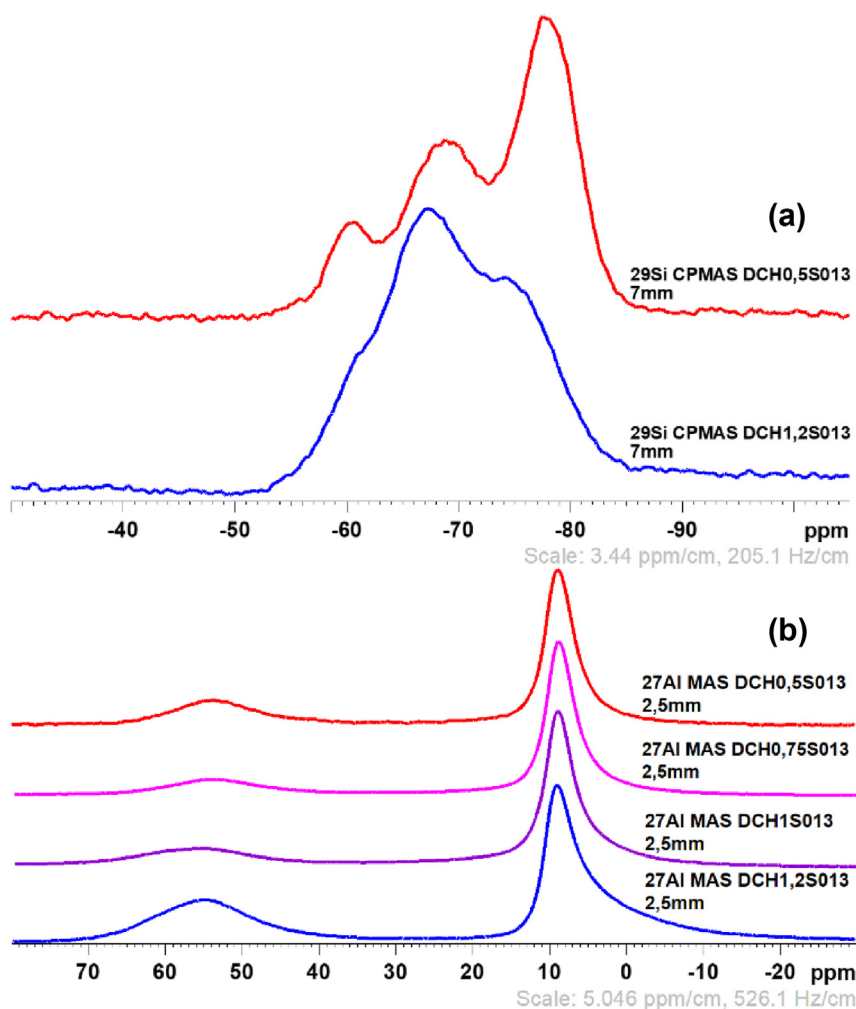 (a)
29Si CPMAS DCH0,5S013
7mm
29Si CPMAS DCH1,2S013
7mm
-40 -50 -60 -70 -80 -90 ppm
Scale: 3.44 ppm/cm, 205.1 Hz/cm
(b)
27Al MAS DCH0,5S013
2,5mm
27Al MAS DCH0,75S013
2,5mm
27Al MAS DCH1S013
2,5mm
27Al MAS DCH1,2S013
2,5mm
70 60 50 40 30 20 10 0 -10 -20 ppm
Scale: 5.046 ppm/cm, 526.1 Hz/cm